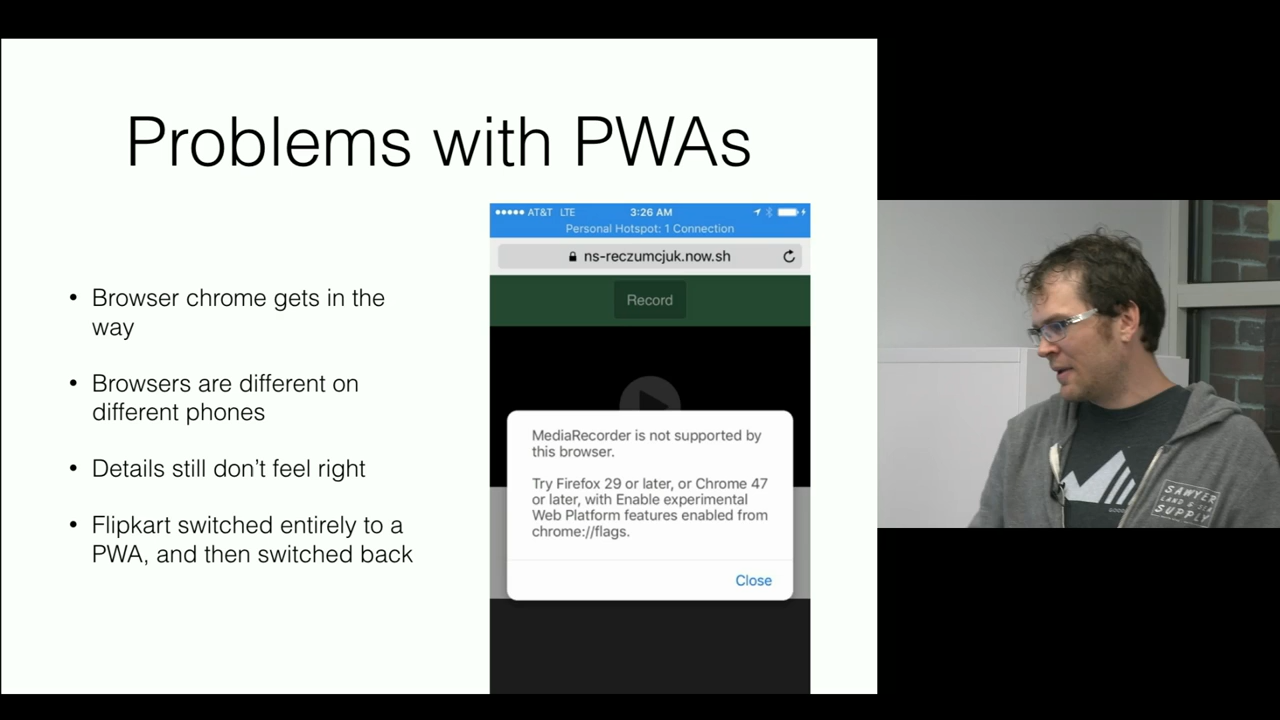 Problems with PWAs
• Browser chrome gets in the
way
• Browsers are different on
different phones
• Details still don’t feel right
• Flipkart switched entirely to a
PWA, and then switched back
AT&T LTE 3:26 AM
Personal Hotspot: 1 Connection
ns-reczumcjuk.now.sh
Record
MediaRecorder is not supported by
this browser.
Try Firefox 29 or later, or Chrome 47
or later, with Enable experimental
Web Platform features enabled from
chrome://flags.
Close
SAWYER
LAND & SEA
SUPPLY